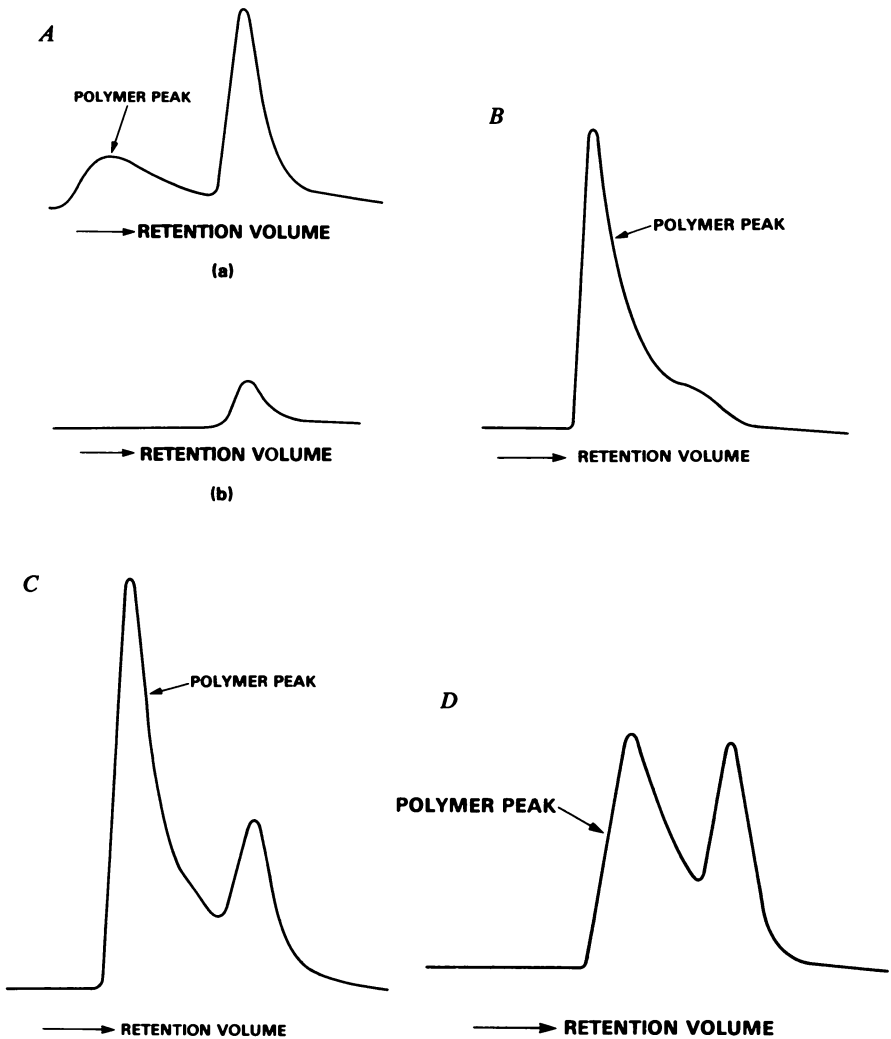 A
POLYMER PEAK
RETENTION VOLUME
(a)
RETENTION VOLUME
(b)
B
POLYMER PEAK
RETENTION VOLUME
C
POLYMER PEAK
RETENTION VOLUME
D
POLYMER PEAK
RETENTION VOLUME